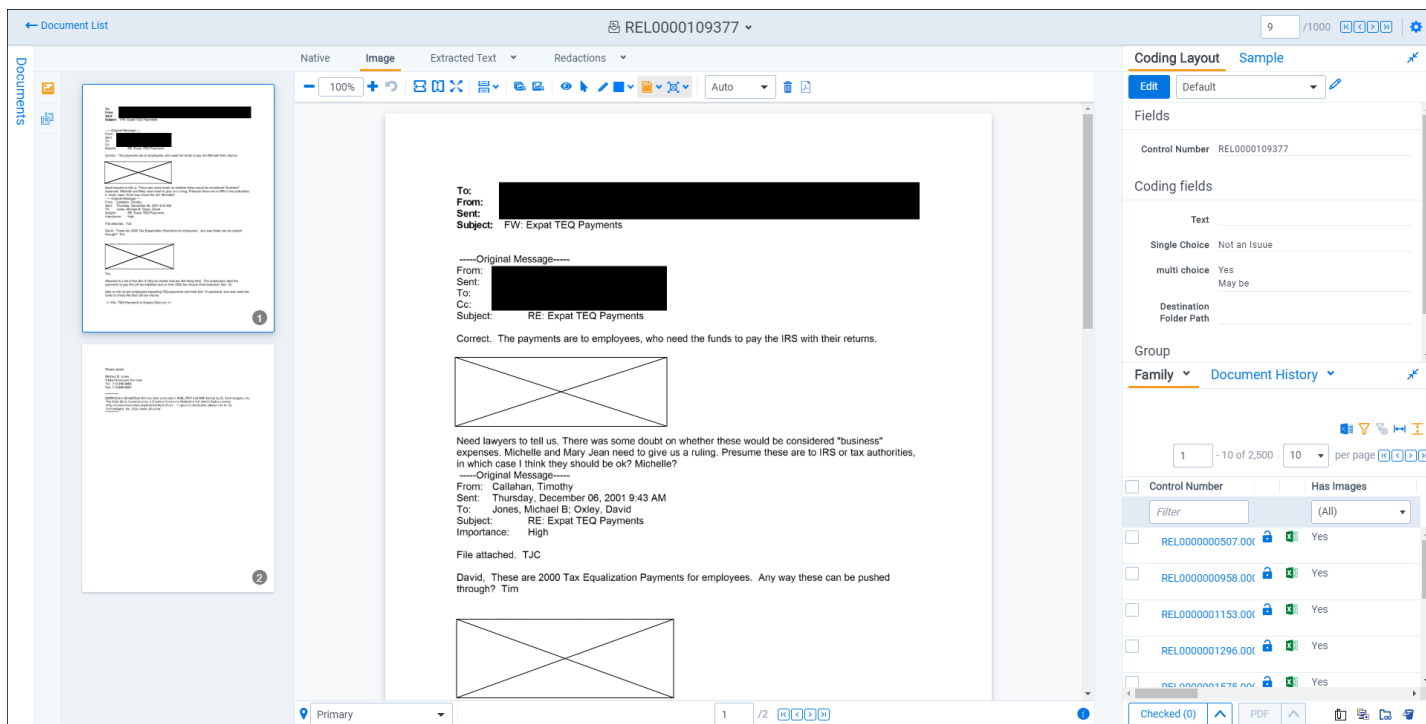 Document List
REL0000109377
9 /1000
Documents
Native Image Extracted Text Redactions
100%
Auto
To:
From:
Sent:
Subject: FW: Expat TEQ Payments
-----Original Message-----
From:
Sent:
To:
Cc:
Subject: RE: Expat TEQ Payments
Correct. The payments are to employees, who need the funds to pay the IRS with their returns.
Need lawyers to tell us. There was some doubt on whether these would be considered "business"
expenses. Michelle and Mary Jean need to give us a ruling. Presume these are to IRS or tax authorities,
in which case I think they should be ok? Michelle?
-----Original Message-----
From: Callahan, Timothy
Sent: Thursday, December 06, 2001 9:43 AM
To: Jones, Michael B; Oxley, David
Subject: RE: Expat TEQ Payments
Importance: High
File attached. TJC
David, These are 2000 Tax Equalization Payments for employees. Any way these can be pushed
through? Tim
1
2
Primary
1 /2
Coding Layout Sample
Edit Default
Fields
Control Number REL0000109377
Coding fields
Text
Single Choice Not an Isuue
multi choice Yes
May be
Destination
Folder Path
Group
Family Document History
1 - 10 of 2,500 10 per page
Control Number Has Images
Filter (All)
REL0000000507.00 Yes
REL0000000958.00 Yes
REL0000001153.00 Yes
REL0000001296.00 Yes
REL0000001575.00 Yes
Checked (0) PDF